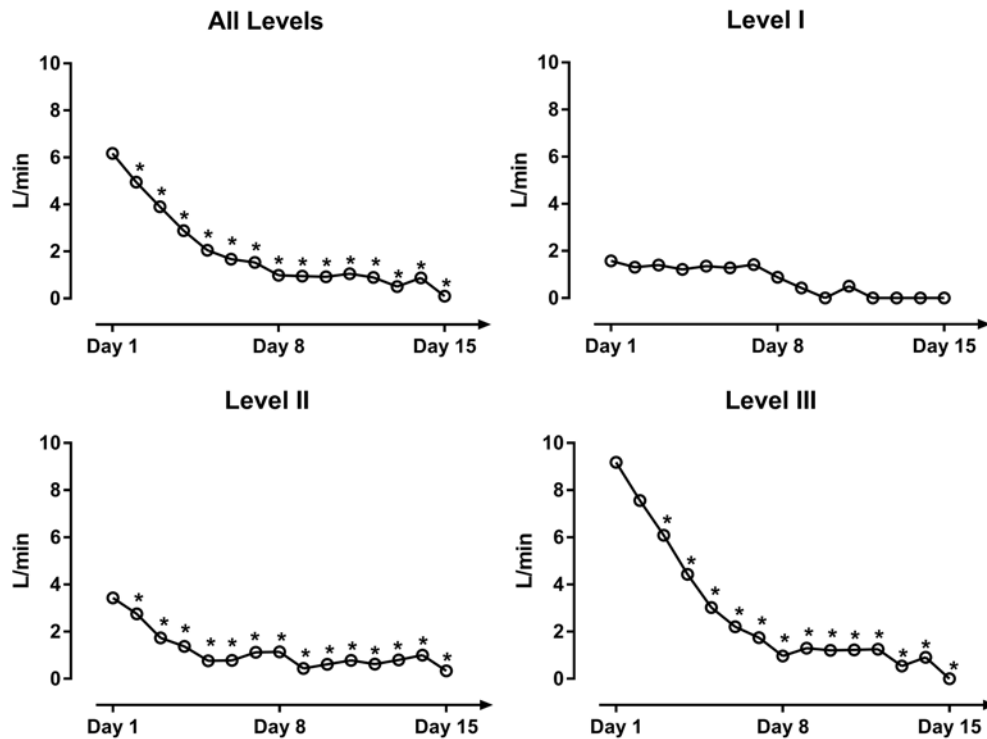 All Levels
10
8
6
4
2
0
L/min
* * * * * * * * * * * * * *
Day 1 Day 8 Day 15
Level I
10
8
6
4
2
0
L/min
Day 1 Day 8 Day 15
Level II
10
8
6
4
2
0
L/min
* * * * * * * * * * * * * *
Day 1 Day 8 Day 15
Level III
10
8
6
4
2
0
L/min
* * * * * * * * * * * * *
Day 1 Day 8 Day 15